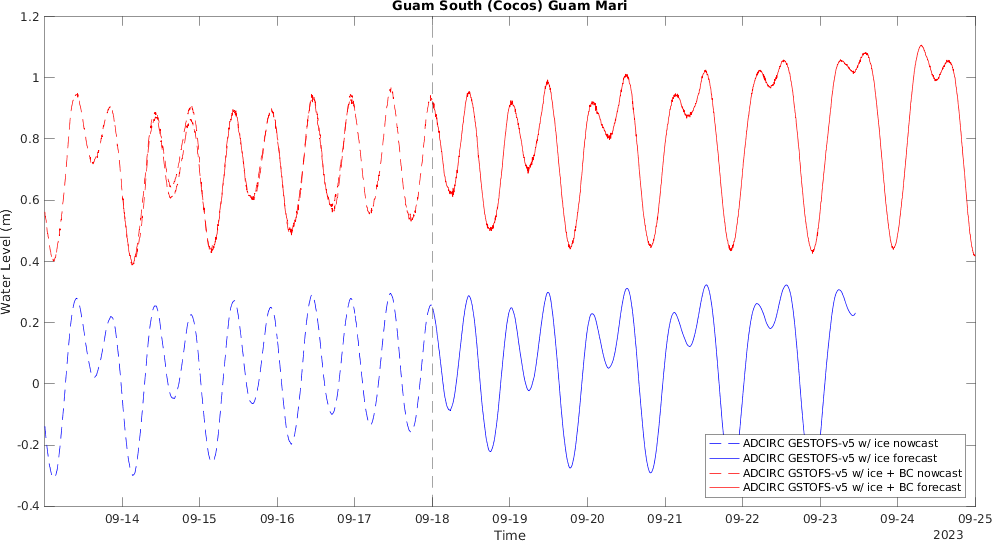 Guam South (Cocos) Guam Mari
1.2
1
0.8
0.6
0.4
0.2
0
-0.2
-0.4
Water Level (m)
ADCIRC GESTOFS-v5 w/ ice nowcast
ADCIRC GESTOFS-v5 w/ ice forecast
ADCIRC GSTOFS-v5 w/ ice + BC nowcast
ADCIRC GSTOFS-v5 w/ ice + BC forecast
09-14 09-15 09-16 09-17 09-18 09-19 09-20 09-21 09-22 09-23 09-24 09-25
Time
2023